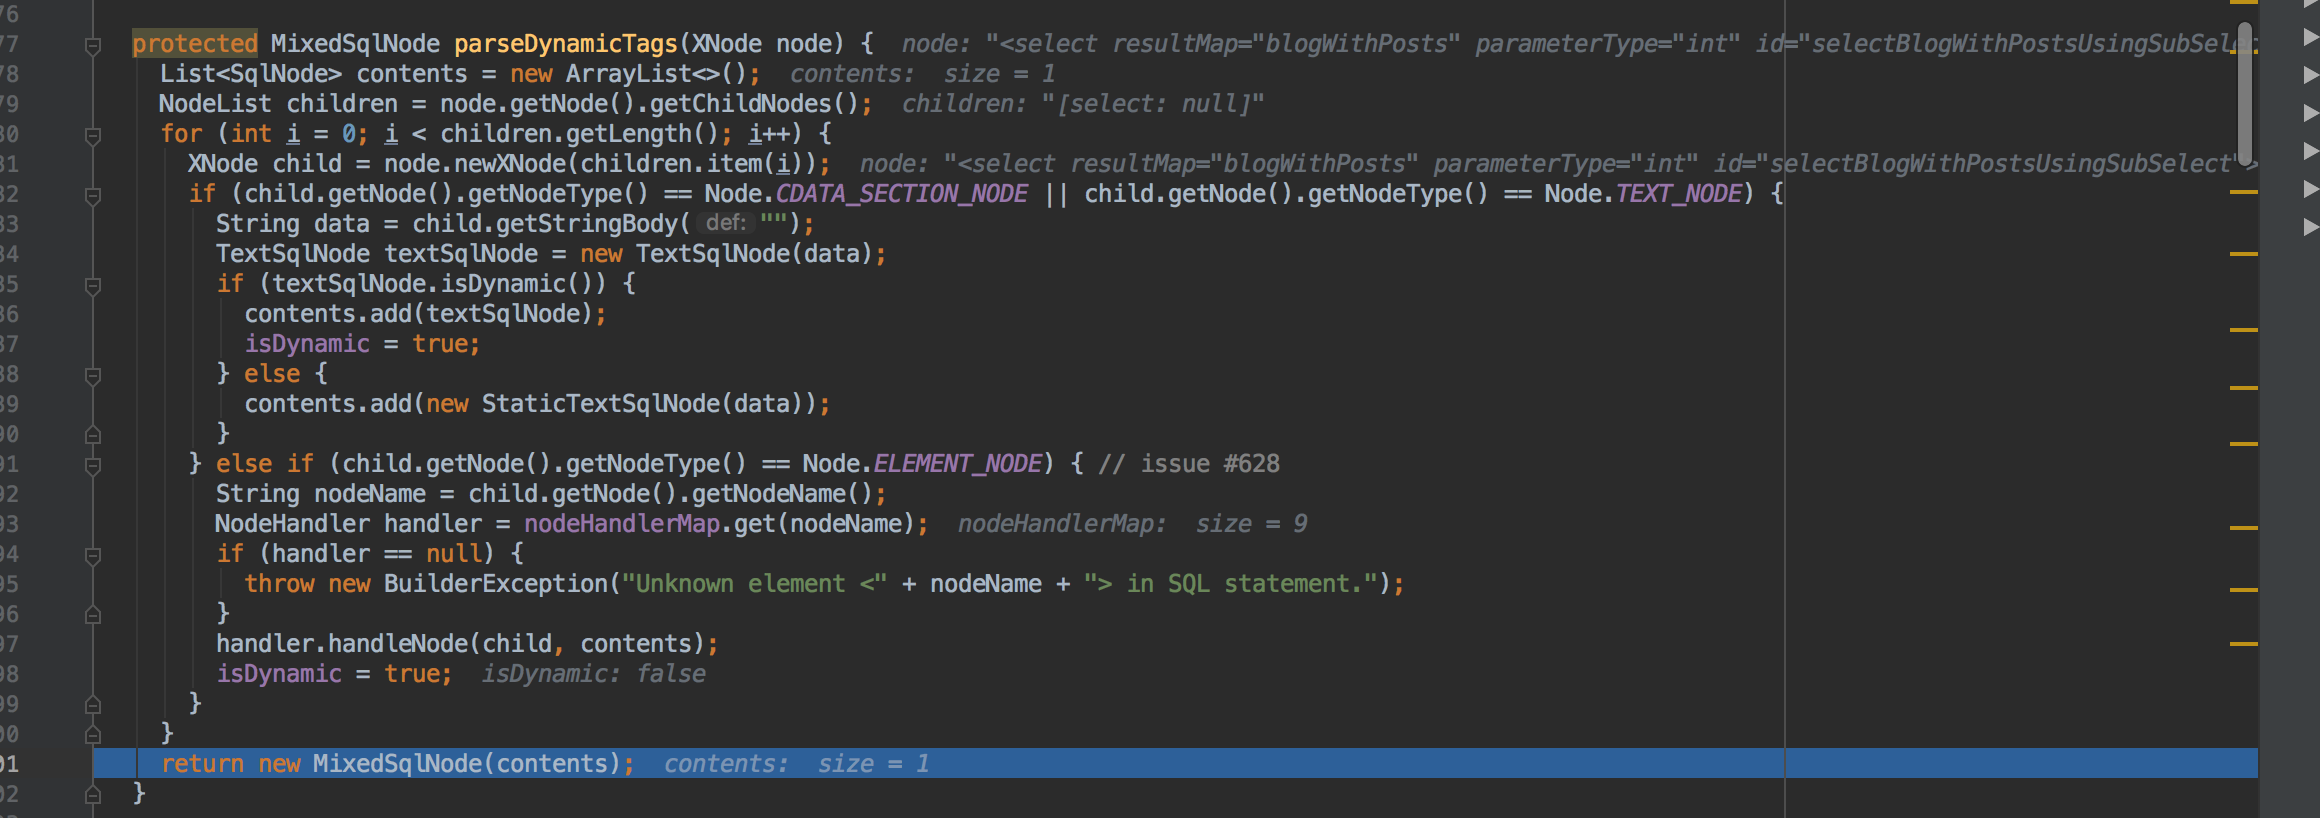 76
77 protected MixedSqlNode parseDynamicTags(XNode node) { node: "<select resultMap="blogWithPosts" parameterType="int" id="selectBlogWithPostsUsingSubSelec
78 List<SqlNode> contents = new ArrayList<>(); contents: size = 1
79 NodeList children = node.getNode().getChildNodes(); children: "[select: null]"
80 for (int i = 0; i < children.getLength(); i++) {
81 XNode child = node.newXNode(children.item(i)); node: "<select resultMap="blogWithPosts" parameterType="int" id="selectBlogWithPostsUsingSubSelect">
82 if (child.getNode().getNodeType() == Node.CDATA_SECTION_NODE || child.getNode().getNodeType() == Node.TEXT_NODE) {
83 String data = child.getStringBody( def: "");
84 TextSqlNode textSqlNode = new TextSqlNode(data);
85 if (textSqlNode.isDynamic()) {
86 contents.add(textSqlNode);
87 isDynamic = true;
88 } else {
89 contents.add(new StaticTextSqlNode(data));
90 }
91 } else if (child.getNode().getNodeType() == Node.ELEMENT_NODE) { // issue #628
92 String nodeName = child.getNode().getNodeName();
93 NodeHandler handler = nodeHandlerMap.get(nodeName); nodeHandlerMap: size = 9
94 if (handler == null) {
95 throw new BuilderException("Unknown element <" + nodeName + "> in SQL statement.");
96 }
97 handler.handleNode(child, contents);
98 isDynamic = true; isDynamic: false
99 }
00 }
01 return new MixedSqlNode(contents); contents: size = 1
02 }